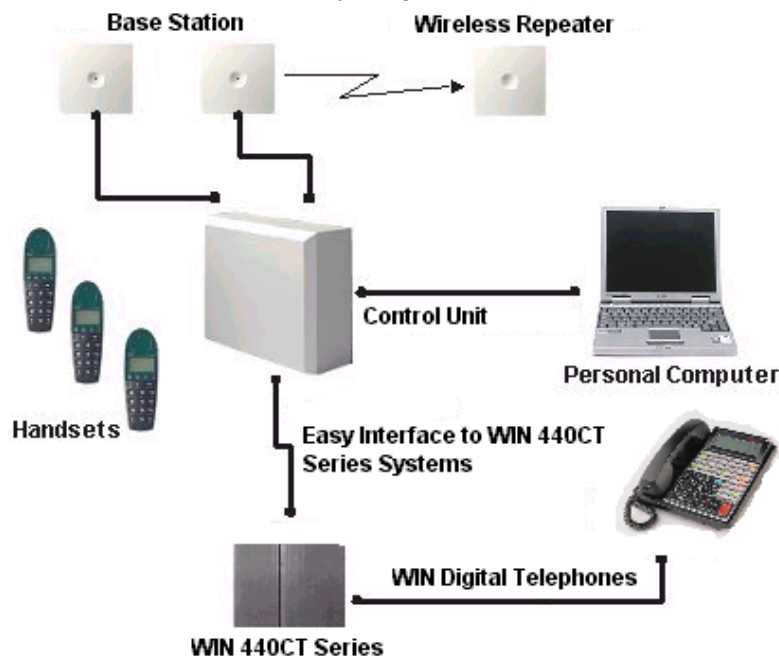 Base Station
Wireless Repeater
Control Unit
Personal Computer
Handsets
Easy Interface to WIN 440CT
Series Systems
WIN Digital Telephones
WIN 440CT Series